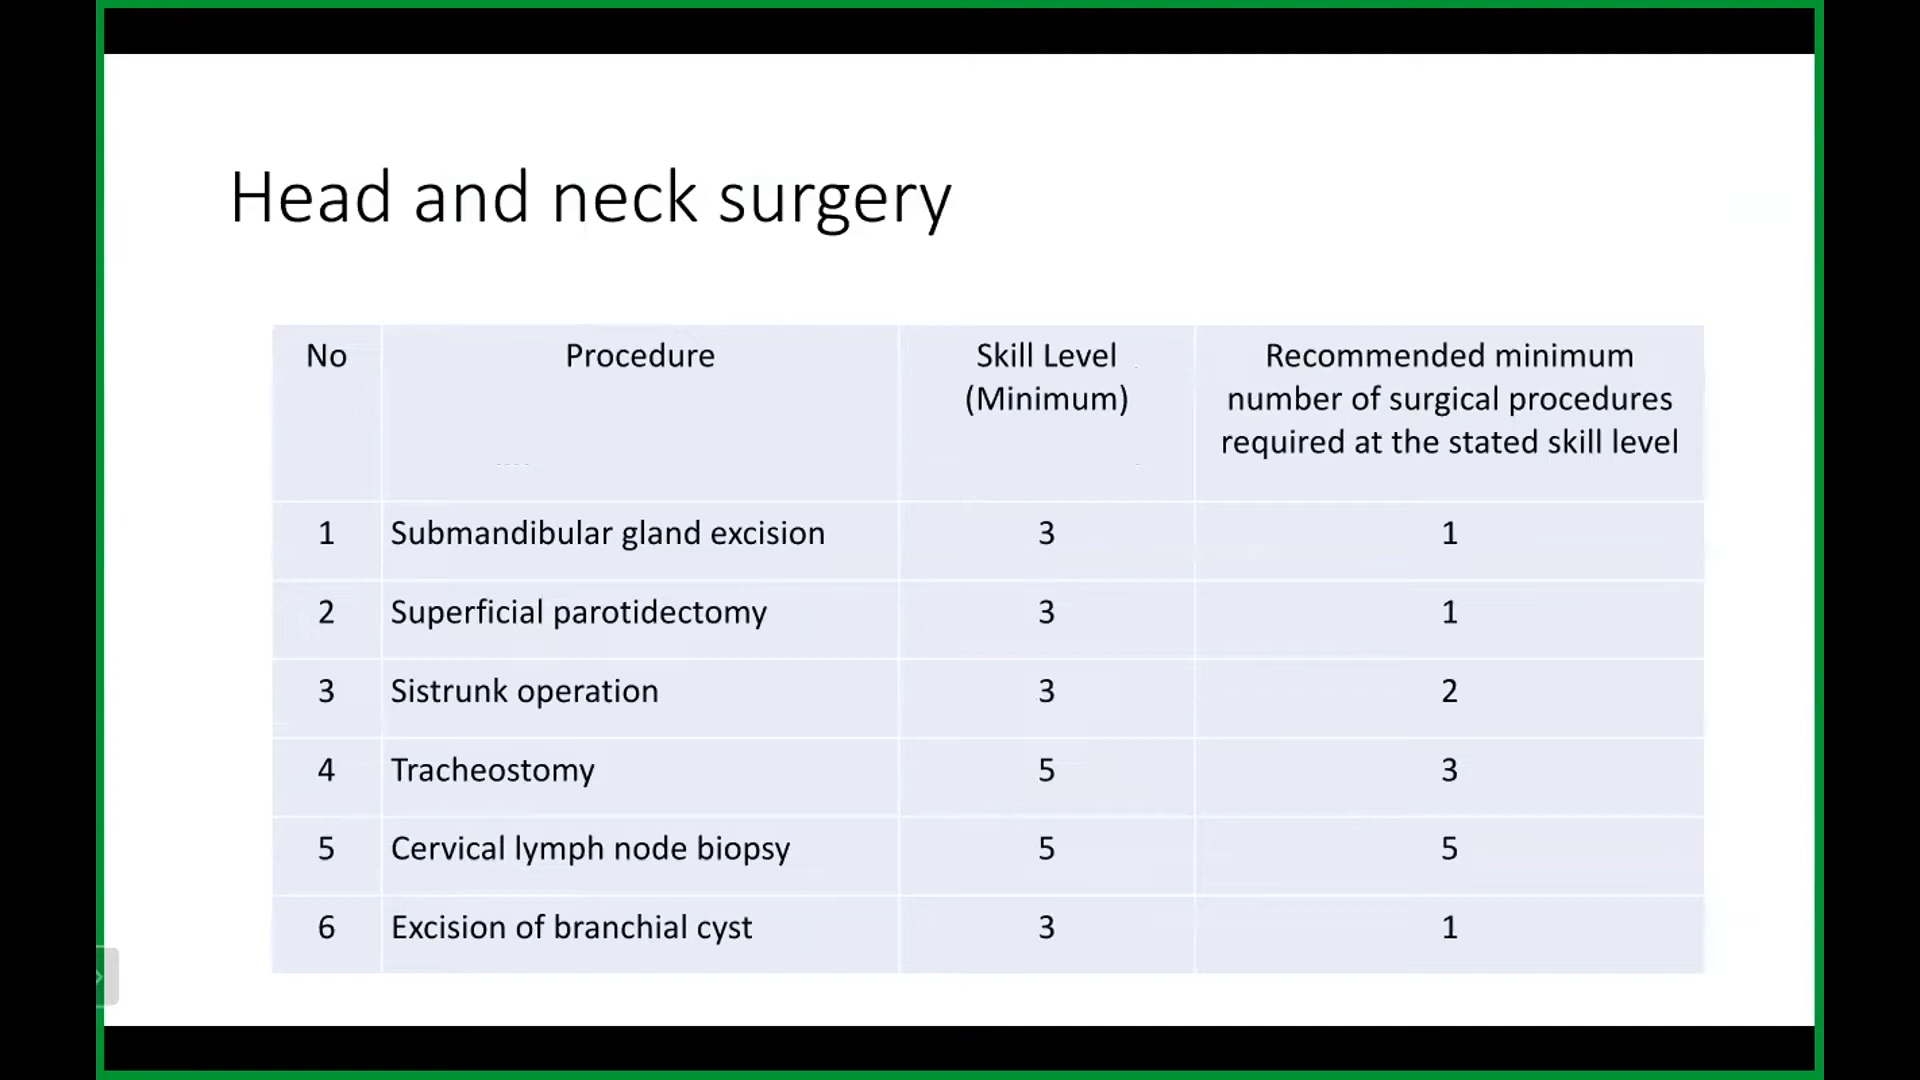 Head and neck surgery
No Procedure Skill Level Recommended minimum
(Minimum) number of surgical procedures
required at the stated skill level
1 Submandibular gland excision 3 1
2 Superficial parotidectomy 3 1
3 Sistrunk operation 3 2
4 Tracheostomy 5 3
5 Cervical lymph node biopsy 5 5
6 Excision of branchial cyst 3 1